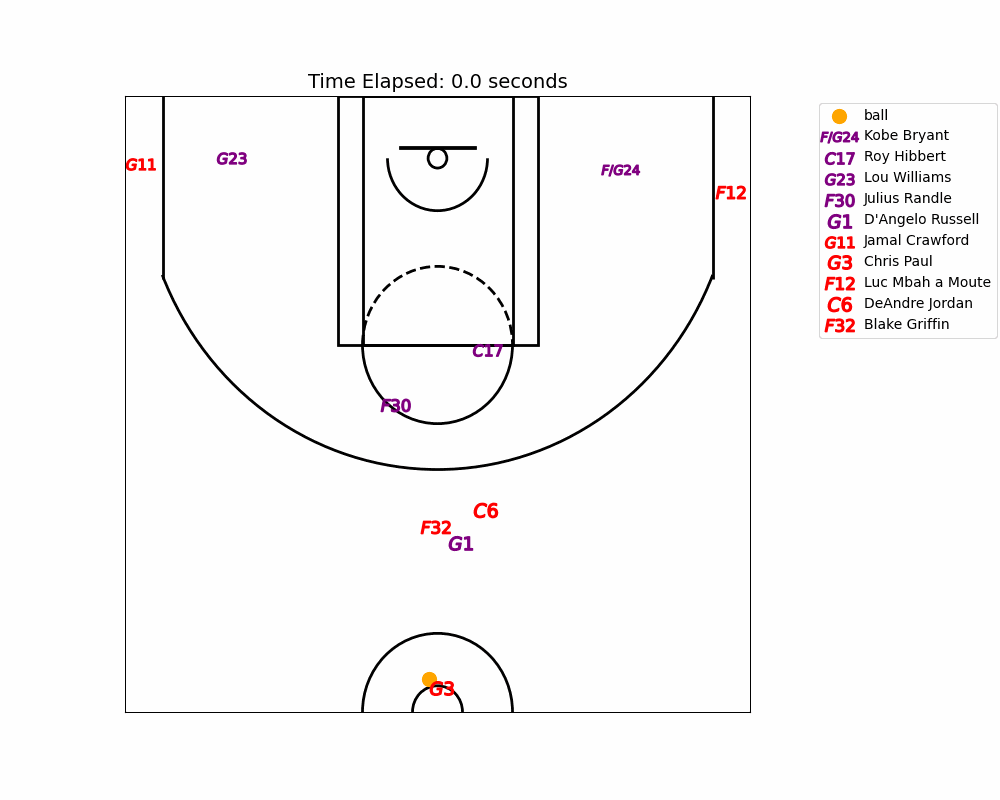 Time Elapsed: 0.0 seconds
G11
G23
F/G24
F12
C17
F30
C6
F32
G1
G3
ball
F/G24 Kobe Bryant
C17 Roy Hibbert
G23 Lou Williams
F30 Julius Randle
G1 D'Angelo Russell
G11 Jamal Crawford
G3 Chris Paul
F12 Luc Mbah a Moute
C6 DeAndre Jordan
F32 Blake Griffin